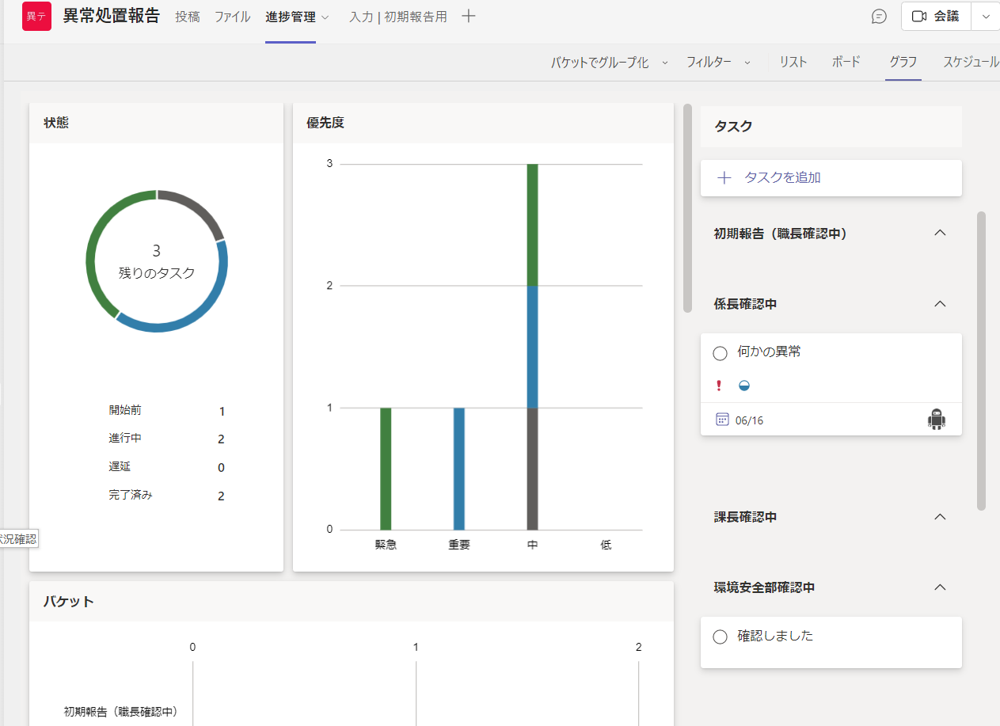 異テ 異常処置報告 投稿 ファイル 進捗管理 入力 | 初期報告用 会議
バケットでグループ化 フィルター リスト ボード グラフ スケジュール
状態
3
残りのタスク
開始前 1
進行中 2
遅延 0
完了済み 2
状況確認
優先度
3
2
1
0
緊急 重要 中 低
バケット
0 1 2
初期報告（職長確認中）
タスク
タスクを追加
初期報告（職長確認中）
係長確認中
何かの異常
06/16
課長確認中
環境安全部確認中
確認しました